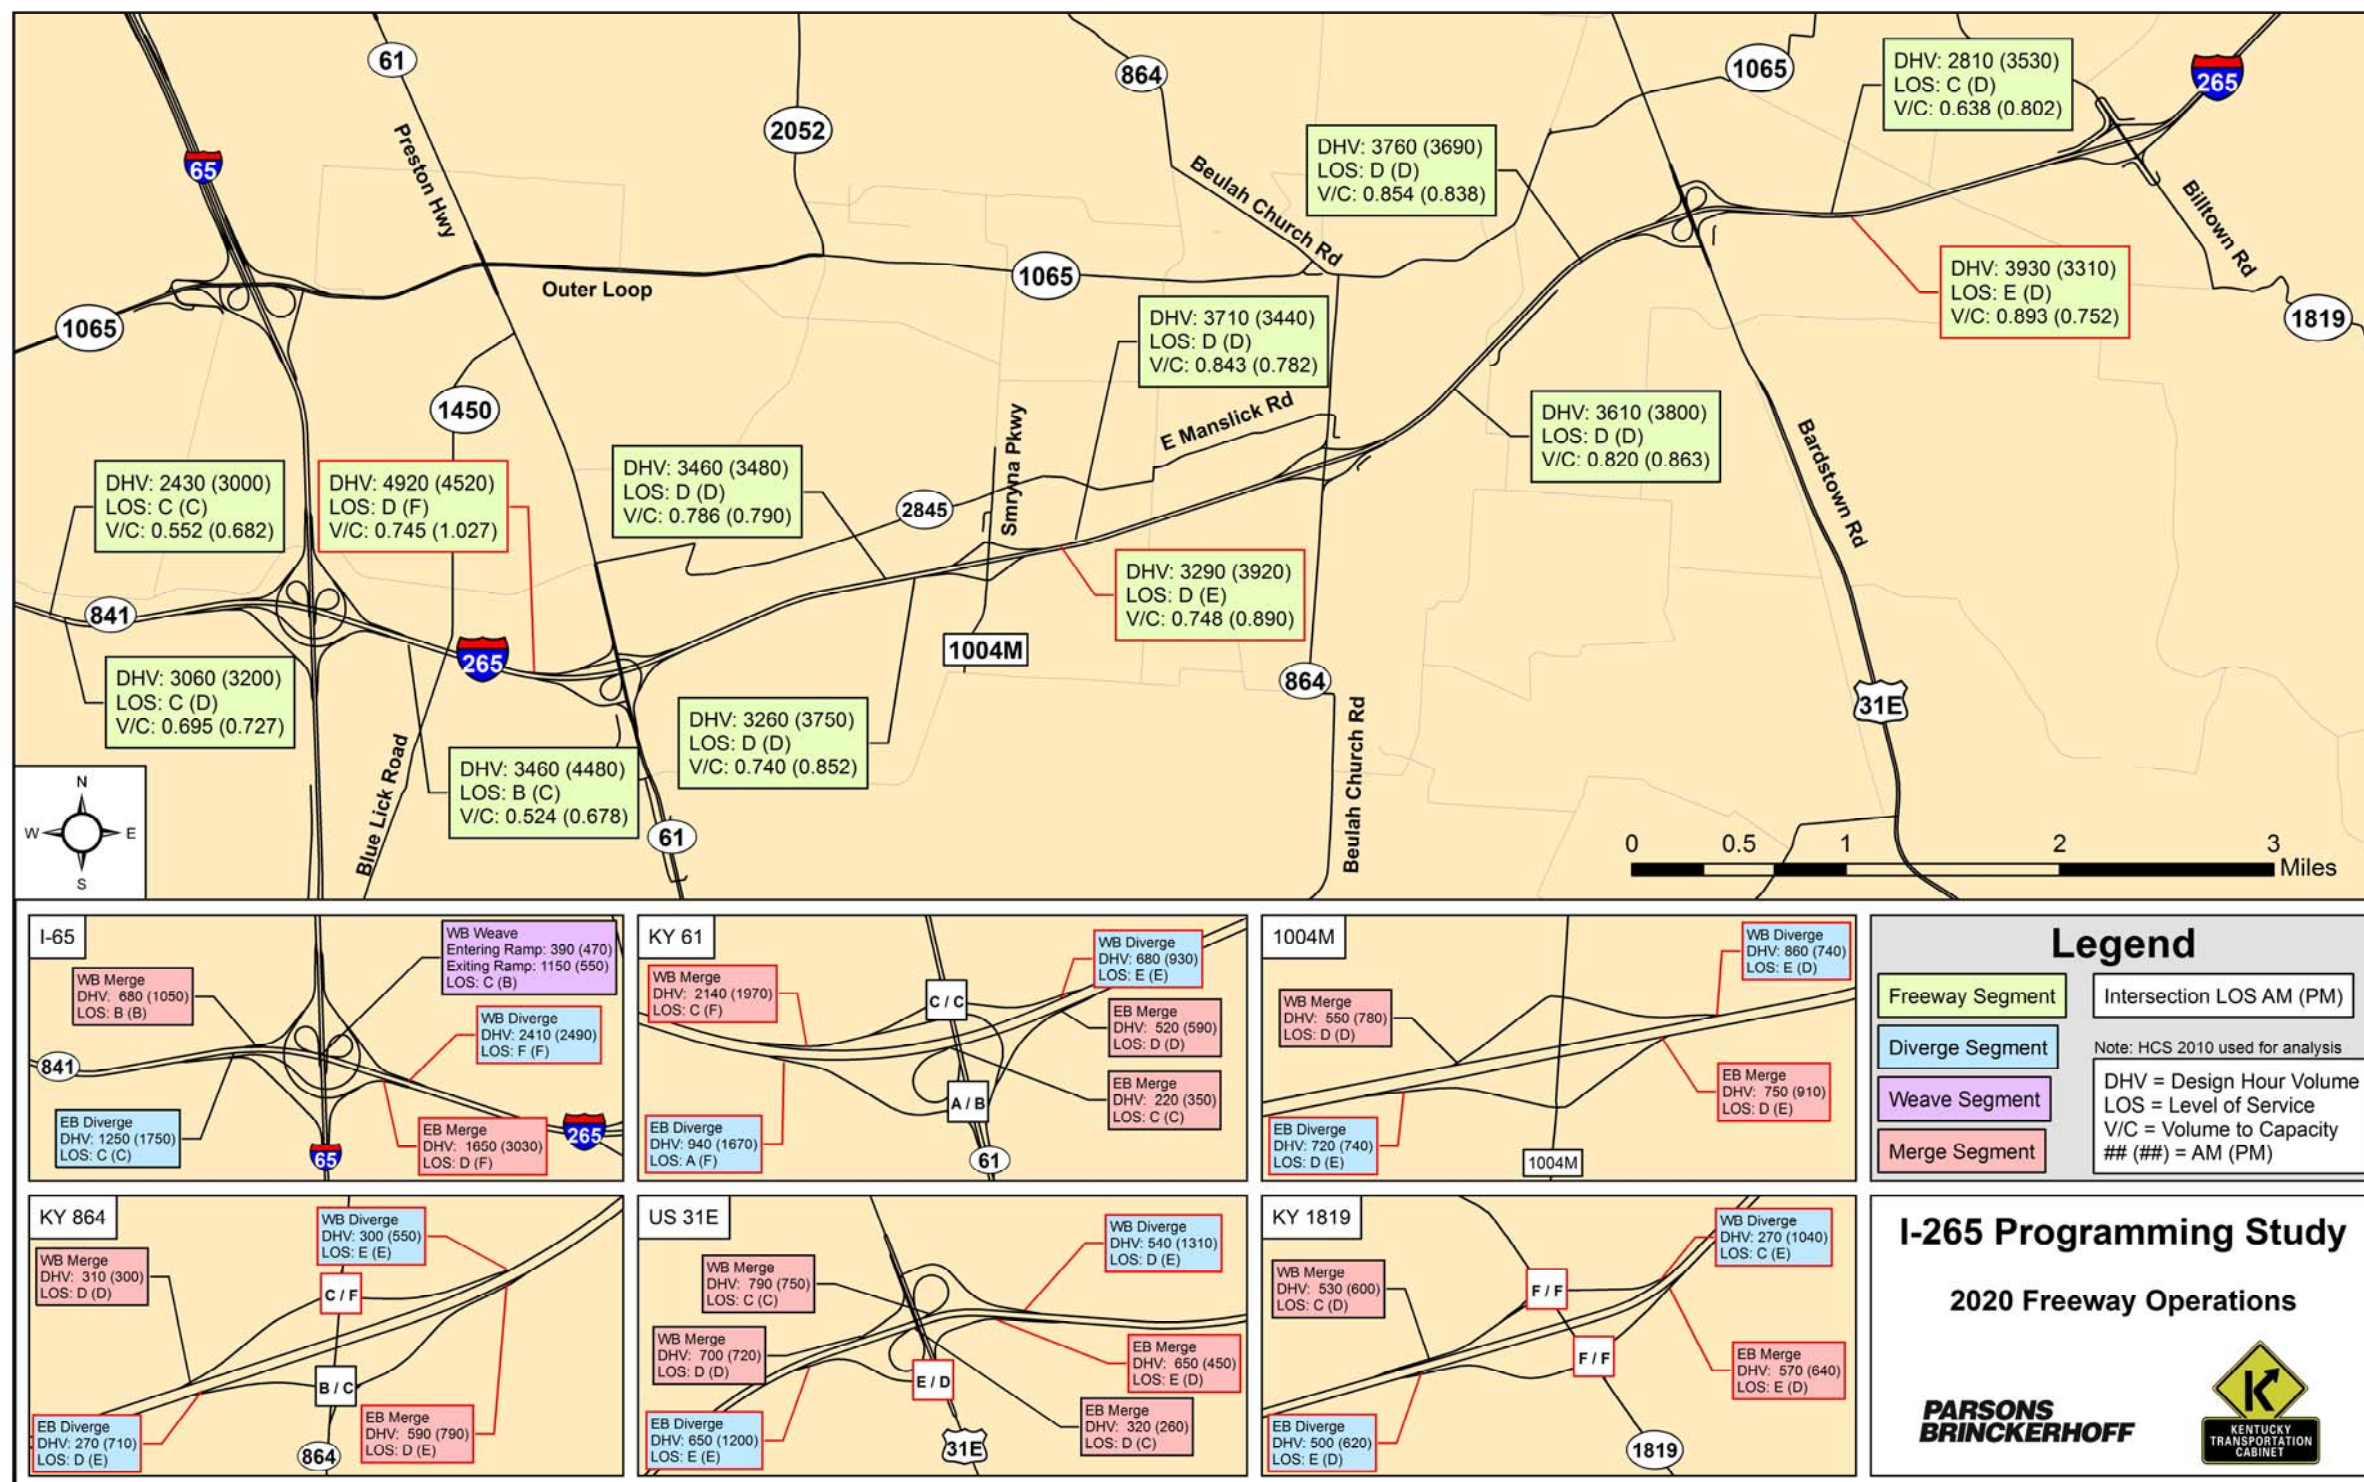 61
864
1065
DHV: 2810 (3530)
LOS: C (D)
V/C: 0.638 (0.802)
265
65
Preston Hwy
2052
DHV: 3760 (3690)
LOS: D (D)
V/C: 0.854 (0.838)
Beulah Church Rd
Billtown Rd
1065
Outer Loop
1065
DHV: 3710 (3440)
LOS: D (D)
V/C: 0.843 (0.782)
DHV: 3930 (3310)
LOS: E (D)
V/C: 0.893 (0.752)
1819
1450
E Manslick Rd
Smryna Pkwy
DHV: 3610 (3800)
LOS: D (D)
V/C: 0.820 (0.863)
Bardstown Rd
DHV: 2430 (3000)
LOS: C (C)
V/C: 0.552 (0.682)
DHV: 4920 (4520)
LOS: D (F)
V/C: 0.745 (1.027)
DHV: 3460 (3480)
LOS: D (D)
V/C: 0.786 (0.790)
2845
DHV: 3290 (3920)
LOS: D (E)
V/C: 0.748 (0.890)
841
265
1004M
864
31E
DHV: 3060 (3200)
LOS: C (D)
V/C: 0.695 (0.727)
DHV: 3260 (3750)
LOS: D (D)
V/C: 0.740 (0.852)
Blue Lick Road
DHV: 3460 (4480)
LOS: B (C)
V/C: 0.524 (0.678)
61
Beulah Church Rd
N
W E
S
0 0.5 1 2 3
Miles
I-65
WB Weave
Entering Ramp: 390 (470)
Exiting Ramp: 1150 (550)
LOS: C (B)
WB Merge
DHV: 680 (1050)
LOS: B (B)
WB Diverge
DHV: 2410 (2490)
LOS: F (F)
841
EB Diverge
DHV: 1250 (1750)
LOS: C (C)
EB Merge
DHV: 1650 (3030)
LOS: D (F)
265
65
KY 61
WB Diverge
DHV: 680 (930)
LOS: E (E)
WB Merge
DHV: 2140 (1970)
LOS: C (F)
C / C
EB Merge
DHV: 520 (590)
LOS: D (D)
EB Merge
DHV: 220 (350)
LOS: C (C)
A / B
EB Diverge
DHV: 940 (1670)
LOS: A (F)
61
1004M
WB Diverge
DHV: 860 (740)
LOS: E (D)
WB Merge
DHV: 550 (780)
LOS: D (D)
EB Merge
DHV: 750 (910)
LOS: D (E)
EB Diverge
DHV: 720 (740)
LOS: D (E)
1004M
Legend
Freeway Segment
Intersection LOS AM (PM)
Diverge Segment
Note: HCS 2010 used for analysis
Weave Segment
Merge Segment
DHV = Design Hour Volume
LOS = Level of Service
V/C = Volume to Capacity
## (##) = AM (PM)
KY 864
WB Diverge
DHV: 300 (550)
LOS: E (E)
WB Merge
DHV: 310 (300)
LOS: D (D)
C / F
B / C
EB Diverge
DHV: 270 (710)
LOS: D (E)
EB Merge
DHV: 590 (790)
LOS: D (E)
864
US 31E
WB Diverge
DHV: 540 (1310)
LOS: D (E)
WB Merge
DHV: 790 (750)
LOS: C (C)
WB Merge
DHV: 700 (720)
LOS: D (D)
EB Merge
DHV: 650 (450)
LOS: E (D)
E / D
EB Diverge
DHV: 650 (1200)
LOS: E (E)
EB Merge
DHV: 320 (260)
LOS: D (C)
31E
KY 1819
WB Diverge
DHV: 270 (1040)
LOS: C (E)
WB Merge
DHV: 530 (600)
LOS: C (D)
F / F
F / F
EB Merge
DHV: 570 (640)
LOS: E (D)
EB Diverge
DHV: 500 (620)
LOS: E (D)
1819
I-265 Programming Study
2020 Freeway Operations
PARSONS
BRINCKERHOFF
KENTUCKY
TRANSPORTATION
CABINET